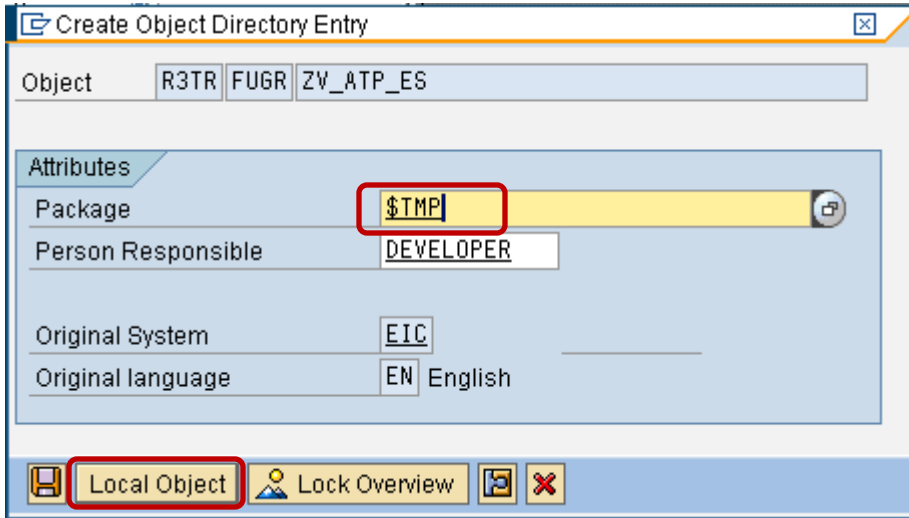 Create Object Directory Entry
Object R3TR FUGR ZV_ATP_ES
Attributes
Package $TMP
Person Responsible DEVELOPER
Original System EIC
Original language EN English
Local Object Lock Overview